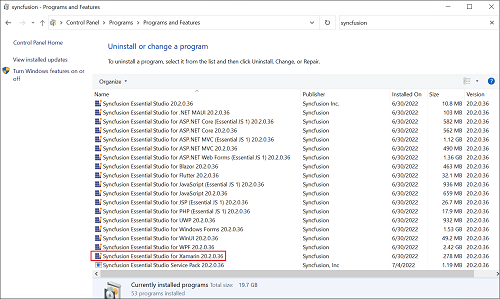 Programs and Features
Control Panel > Programs > Programs and Features
syncfusion
Control Panel Home
View installed updates
Turn Windows features on or off
Uninstall or change a program
To uninstall a program, select it from the list and then click Uninstall, Change, or Repair.
Organize
Name Publisher Installed On Size Version
Syncfusion Essential Studio 20.2.0.36 Syncfusion Inc. 6/30/2022 10.8 MB 20.2.0.36
Syncfusion Essential Studio for .NET MAUI 20.2.0.36 Syncfusion 6/30/2022 103 MB 20.2.0.36
Syncfusion Essential Studio for ASP.NET Core (Essential JS 1) 20.2.0.36 Syncfusion 6/30/2022 582 MB 20.2.0.36
Syncfusion Essential Studio for ASP.NET Core 20.2.0.36 Syncfusion 6/30/2022 562 MB 20.2.0.36
Syncfusion Essential Studio for ASP.NET MVC (Essential JS 1) 20.2.0.36 Syncfusion 6/30/2022 1.12 GB 20.2.0.36
Syncfusion Essential Studio for ASP.NET MVC 20.2.0.36 Syncfusion 6/30/2022 490 MB 20.2.0.36
Syncfusion Essential Studio for ASP.NET Web Forms (Essential JS 1) 20.2.0.36 Syncfusion 6/30/2022 1.36 GB 20.2.0.36
Syncfusion Essential Studio for Blazor 20.2.0.36 Syncfusion 6/30/2022 463 MB 20.2.0.36
Syncfusion Essential Studio for Flutter 20.2.0.36 Syncfusion 6/30/2022 32.1 MB 20.2.0.36
Syncfusion Essential Studio for JavaScript (Essential JS 1) 20.2.0.36 Syncfusion 6/30/2022 936 MB 20.2.0.36
Syncfusion Essential Studio for JavaScript 20.2.0.36 Syncfusion 6/30/2022 659 MB 20.2.0.36
Syncfusion Essential Studio for JSP (Essential JS 1) 20.2.0.36 Syncfusion 6/30/2022 26.7 MB 20.2.0.36
Syncfusion Essential Studio for PHP (Essential JS 1) 20.2.0.36 Syncfusion 6/30/2022 17.9 MB 20.2.0.36
Syncfusion Essential Studio for UWP 20.2.0.36 Syncfusion 6/30/2022 932 MB 20.2.0.36
Syncfusion Essential Studio for Windows Forms 20.2.0.36 Syncfusion 6/30/2022 1.53 GB 20.2.0.36
Syncfusion Essential Studio for WinUI 20.2.0.36 Syncfusion 6/30/2022 49.2 MB 20.2.0.36
Syncfusion Essential Studio for WPF 20.2.0.36 Syncfusion 6/30/2022 2.42 GB 20.2.0.36
Syncfusion Essential Studio for Xamarin 20.2.0.36 Syncfusion 6/30/2022 278 MB 20.2.0.36
Syncfusion Essential Studio Service Pack 20.2.0.36 Syncfusion, Inc 7/4/2022 1.19 GB 20.2.0.36
Currently installed programs Total size: 19.7 GB
53 programs installed